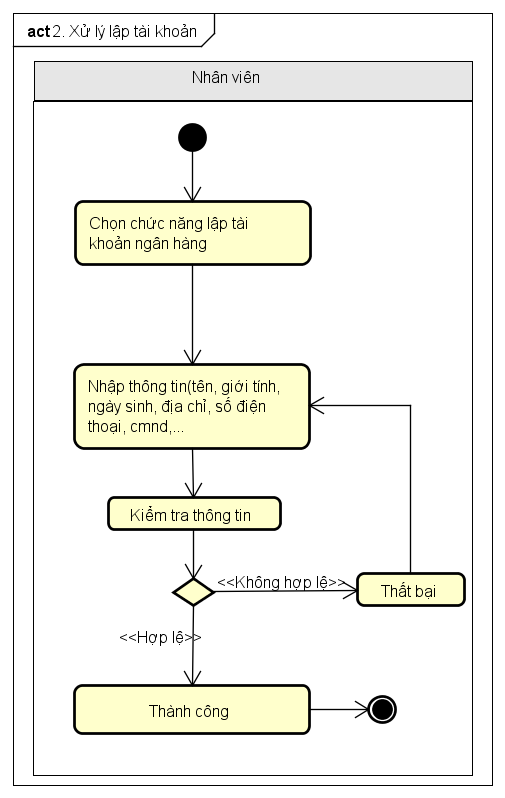 act 2. Xử lý lập tài khoản
Nhân viên
Chọn chức năng lập tài
khoản ngân hàng
Nhập thông tin(tên, giới tính,
ngày sinh, địa chỉ, số điện
thoại, cmnd,...
Kiểm tra thông tin
<<Không hợp lệ>>
Thất bại
<<Hợp lệ>>
Thành công